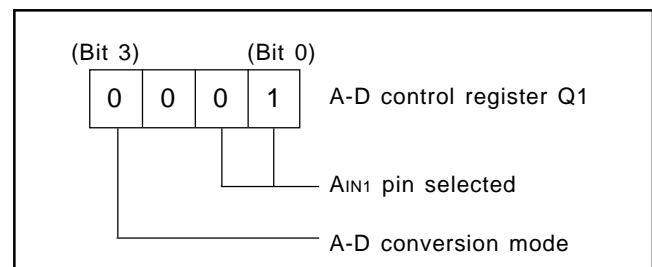 (Bit 3) (Bit 0)
0 0 0 1 A-D control register Q1
AIN1 pin selected
A-D conversion mode